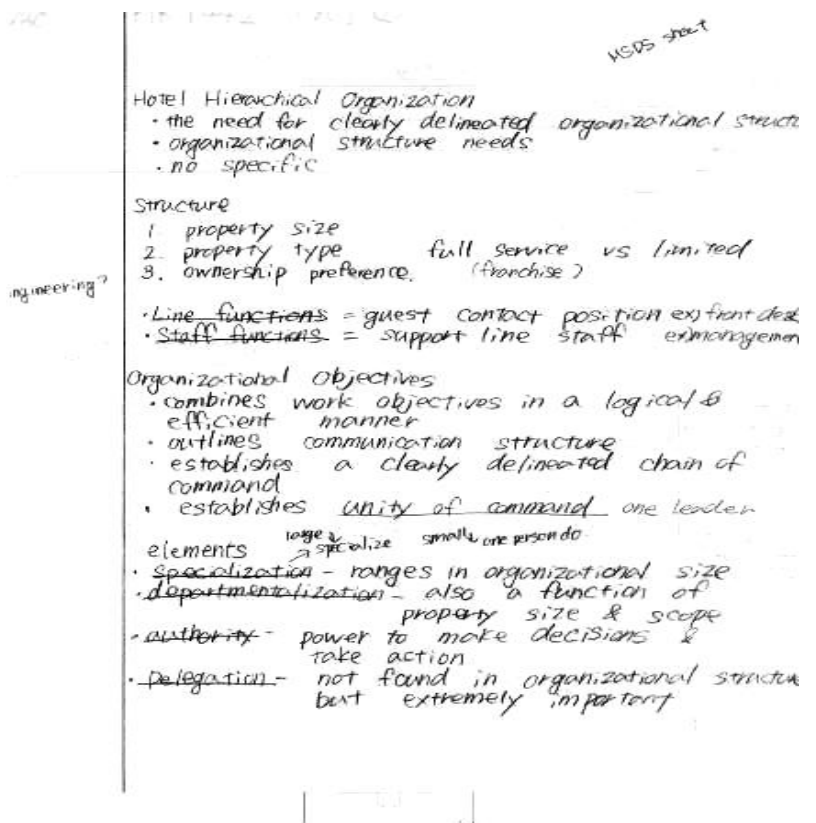 MSDS sheet
Hotel Hierarchical Organization
· the need for clearly delineated organizational structu
· organizational structure needs
· no specific
Structure
1 property size
2. property type full service vs limited
3. ownership preference. (franchise)
ngineering?
· Line functions = guest contact position ex) front desk
· Staff functions = support line staff ex) managemen
Organizational Objectives
· combines work objectives in a logical &
efficient manner
· outlines communication structure
· establishes a clearly delineated chain of
command
· establishes unity of command one leader
large ↓ small ↓ one person do.
elements ↗ specialize
· Specialization - ranges in organizational size
· departmentalization - also a function of
property size & scope
· authority - power to make decisions &
take action
· Delegation - not found in organizational structure
but extremely important